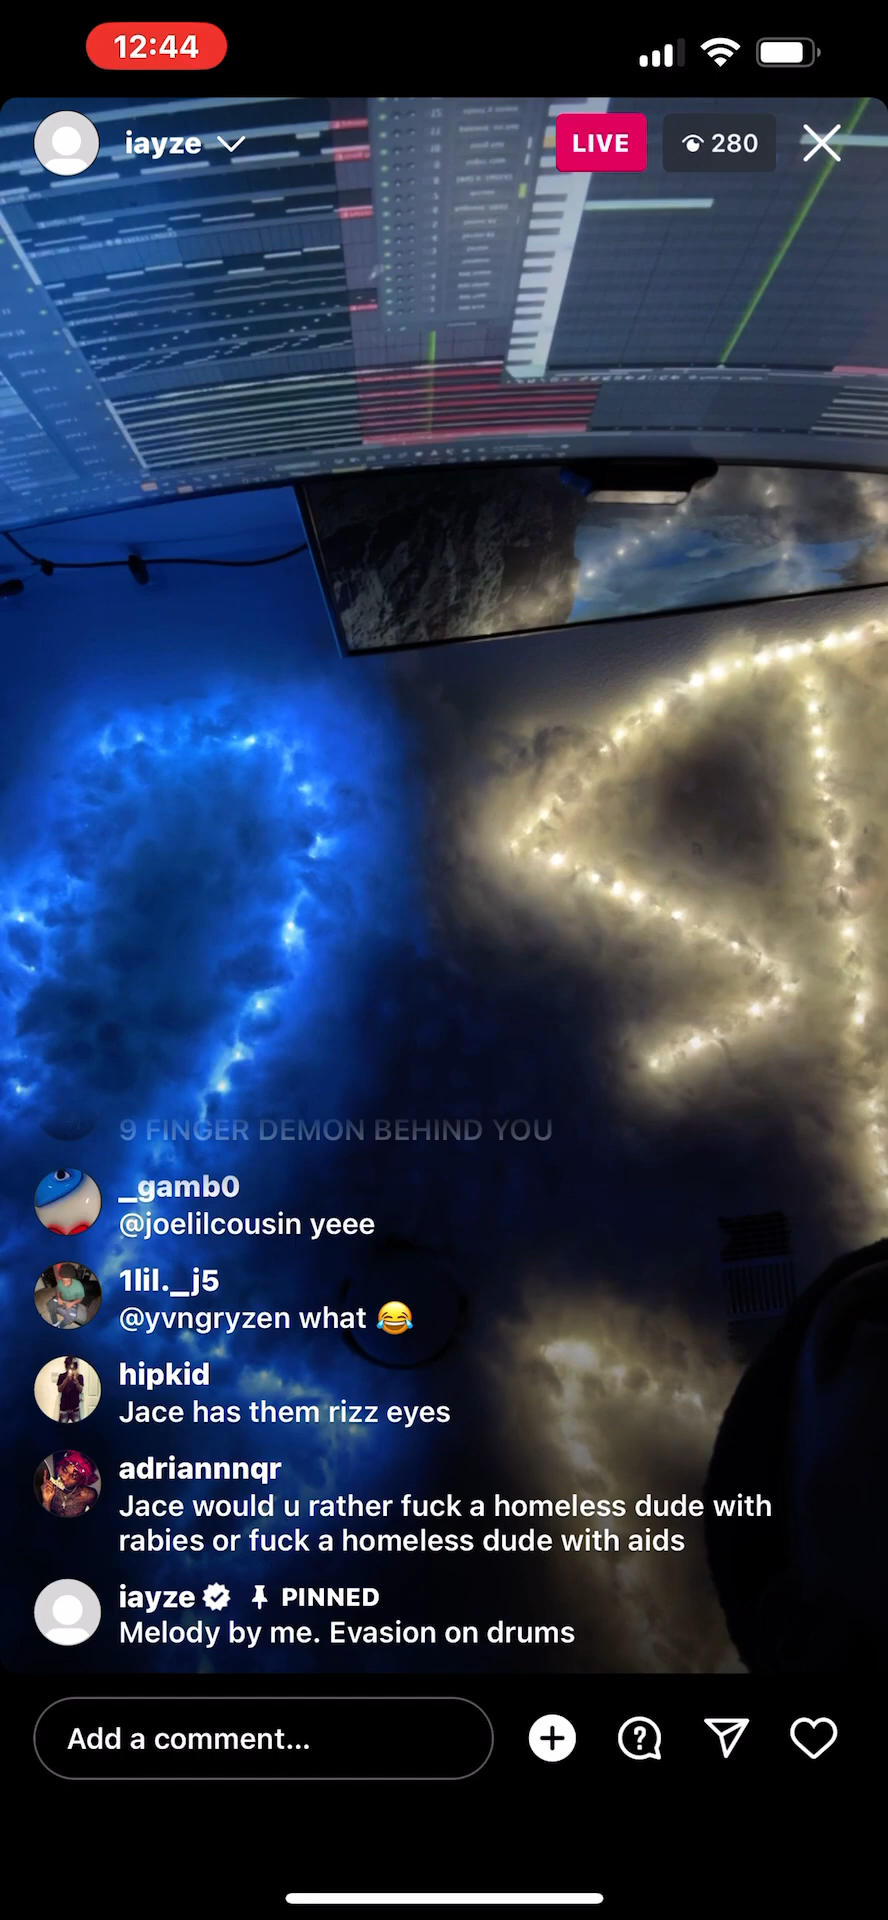 12:44
iayze
LIVE
280
9 FINGER DEMON BEHIND YOU
_gamb0
@joelilcousin yeee
1lil._j5
@yvngryzen what 😂
hipkid
Jace has them rizz eyes
adriannnqr
Jace would u rather fuck a homeless dude with
rabies or fuck a homeless dude with aids
iayze PINNED
Melody by me. Evasion on drums
Add a comment...